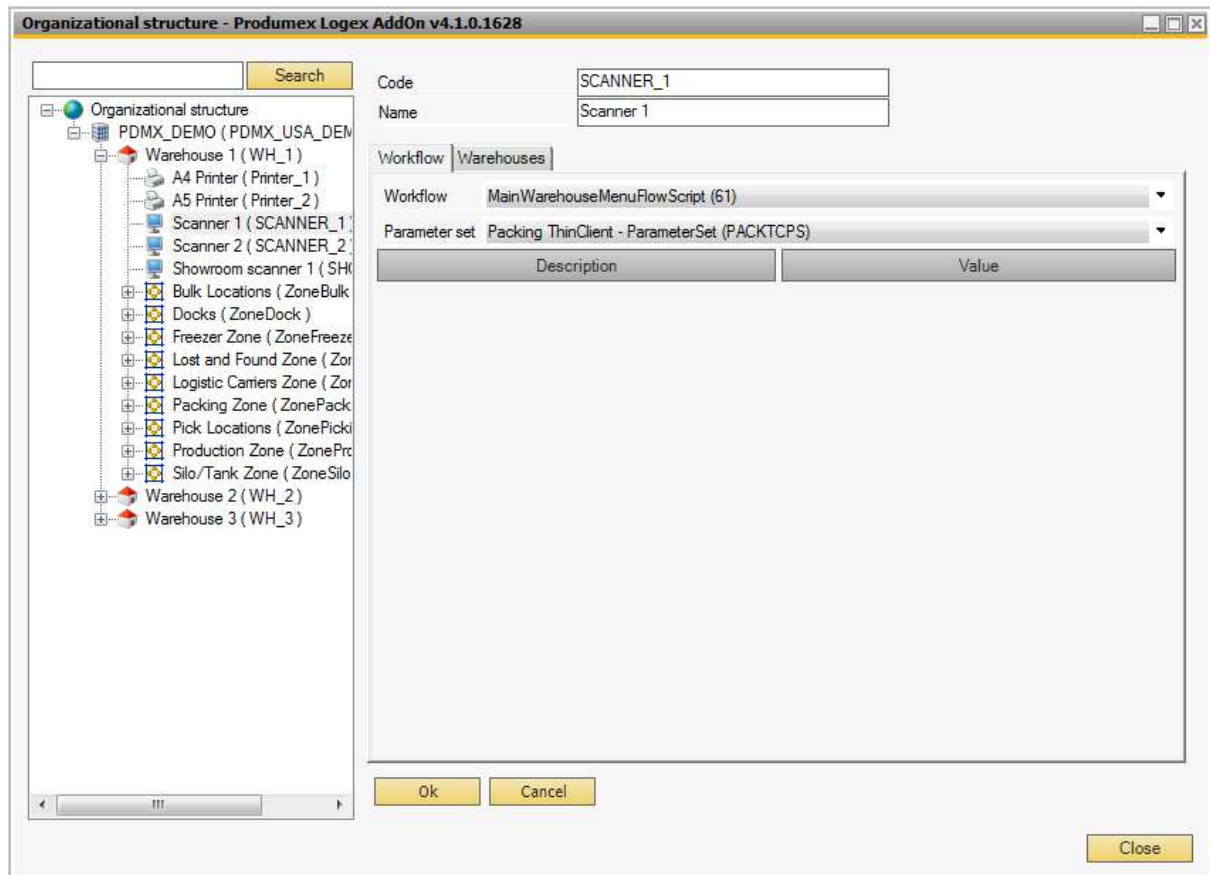 Organizational structure - Produmex Logex AddOn v4.1.0.1628
Search
Organizational structure
PDMX_DEMO ( PDMX_USA_DEM
Warehouse 1 ( WH_1 )
A4 Printer ( Printer_1 )
A5 Printer ( Printer_2 )
Scanner 1 ( SCANNER_1 )
Scanner 2 ( SCANNER_2
Showroom scanner 1 ( SH
Bulk Locations ( ZoneBulk
Docks ( ZoneDock )
Freezer Zone ( ZoneFreeze
Lost and Found Zone ( Zor
Logistic Carriers Zone ( Zor
Packing Zone ( ZonePack
Pick Locations ( ZonePicki
Production Zone ( ZonePrc
Silo/Tank Zone ( ZoneSilo
Warehouse 2 ( WH_2 )
Warehouse 3 ( WH_3 )
Code SCANNER_1
Name Scanner 1
Workflow Warehouses
Workflow MainWarehouseMenuFlowScript (61)
Parameter set Packing ThinClient - ParameterSet (PACKTCPS)
Description Value
Ok Cancel
Close